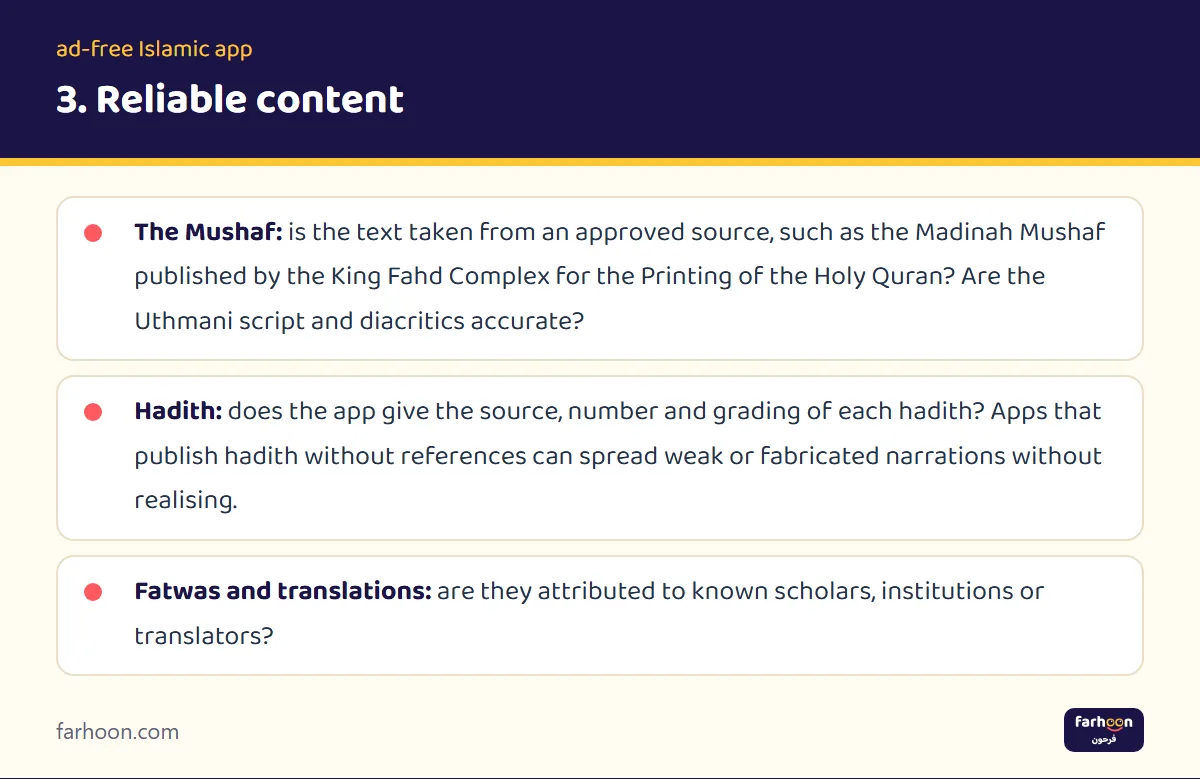 ad-free Islamic app
3. Reliable content
The Mushaf: is the text taken from an approved source, such as the Madinah Mushaf
published by the King Fahd Complex for the Printing of the Holy Quran? Are the
Uthmani script and diacritics accurate?
Hadith: does the app give the source, number and grading of each hadith? Apps that
publish hadith without references can spread weak or fabricated narrations without
realising.
Fatwas and translations: are they attributed to known scholars, institutions or
translators?
farhoon.com
farhoon
فرحون